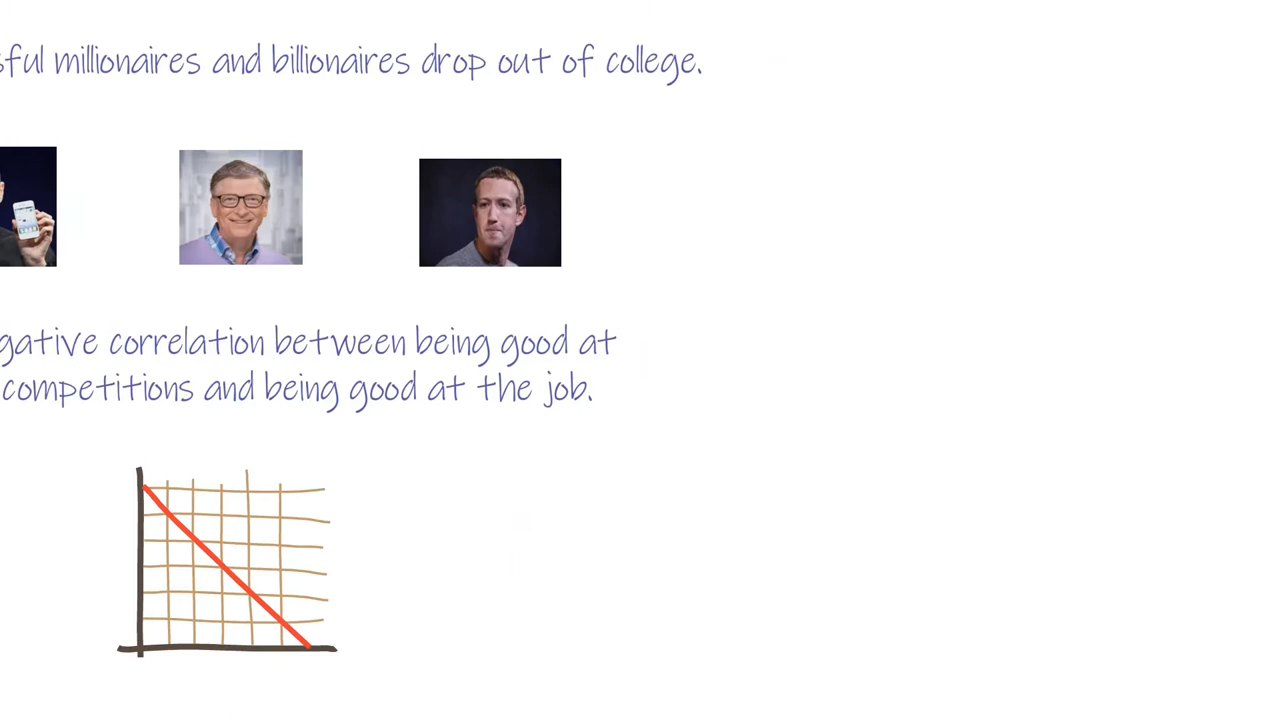 sful millionaires and billionaires drop out of college.
gative correlation between being good at
competitions and being good at the job.